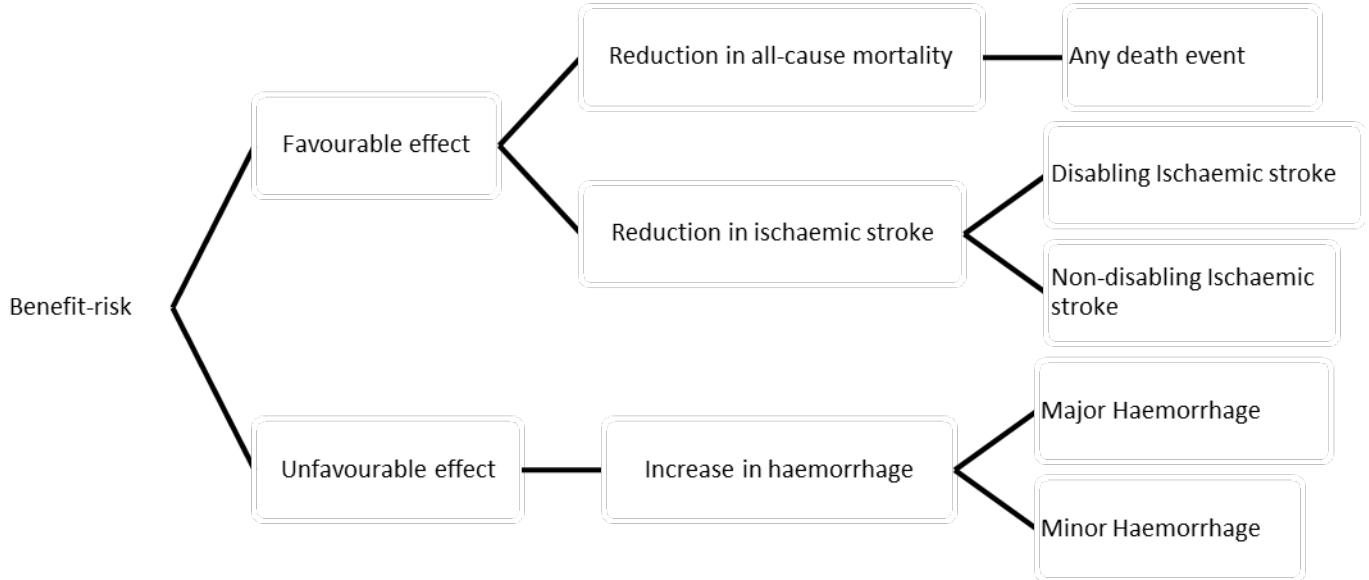 Reduction in all-cause mortality
Any death event
Favourable effect
Disabling Ischaemic stroke
Reduction in ischaemic stroke
Non-disabling Ischaemic
stroke
Benefit-risk
Major Haemorrhage
Unfavourable effect
Increase in haemorrhage
Minor Haemorrhage